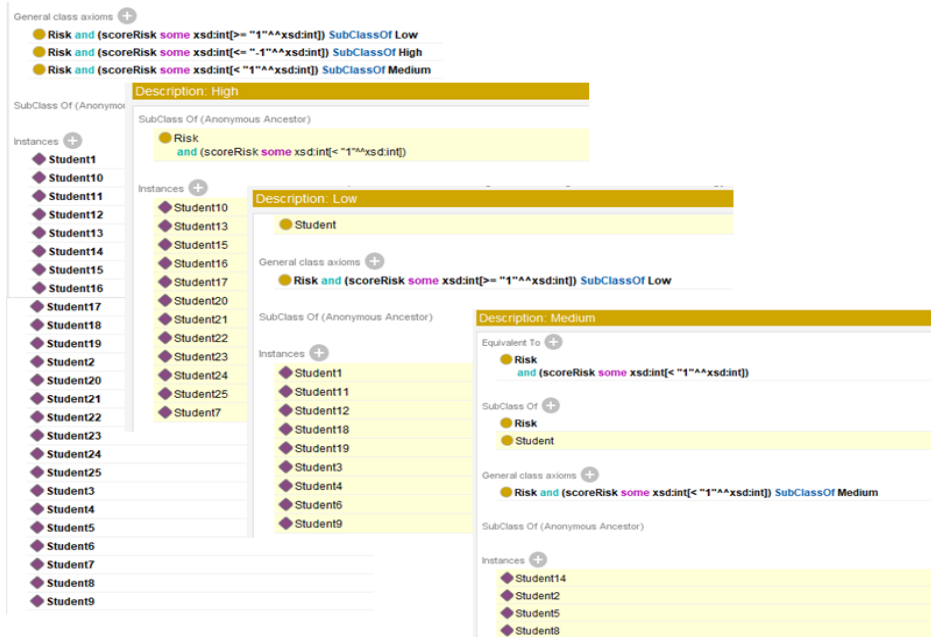 General class axioms
Risk and (scoreRisk some xsd:int[>= "1"^^xsd:int]) SubClassOf Low
Risk and (scoreRisk some xsd:int[<= "-1"^^xsd:int]) SubClassOf High
Risk and (scoreRisk some xsd:int[< "1"^^xsd:int]) SubClassOf Medium
SubClass Of (Anonymo
Instances
Student1
Student10
Student11
Student12
Student13
Student14
Student15
Student16
Student17
Student18
Student19
Student2
Student20
Student21
Student22
Student23
Student24
Student25
Student3
Student4
Student5
Student6
Student7
Student8
Student9
Description: High
SubClass Of (Anonymous Ancestor)
Risk
and (scoreRisk some xsd:int[< "1"^^xsd:int])
Instances
Student10
Student13
Student15
Student16
Student17
Student20
Student21
Student22
Student23
Student24
Student25
Student7
Description: Low
Student
General class axioms
Risk and (scoreRisk some xsd:int[>= "1"^^xsd:int]) SubClassOf Low
SubClass Of (Anonymous Ancestor)
Instances
Student1
Student11
Student12
Student18
Student19
Student3
Student4
Student6
Student9
Description: Medium
Equivalent To
Risk
and (scoreRisk some xsd:int[< "1"^^xsd:int])
SubClass Of
Risk
Student
General class axioms
Risk and (scoreRisk some xsd:int[< "1"^^xsd:int]) SubClassOf Medium
SubClass Of (Anonymous Ancestor)
Instances
Student14
Student2
Student5
Student8